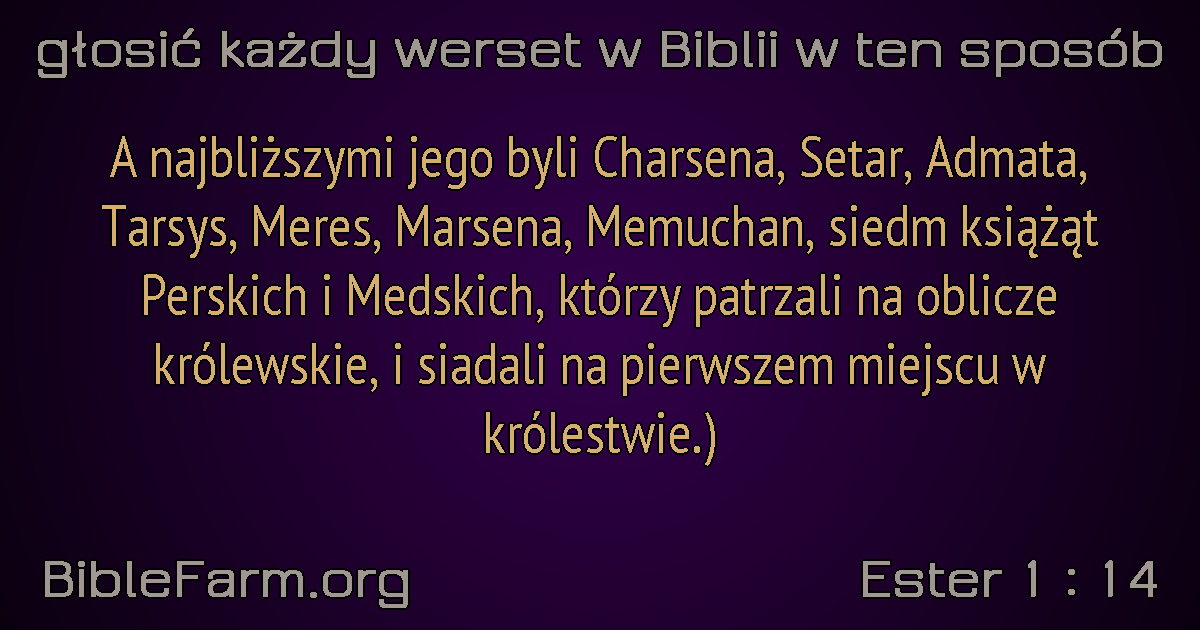 głosić każdy werset w Biblii w ten sposób
A najbliższymi jego byli Charsena, Setar, Admata,
Tarsys, Meres, Marsena, Memuchan, siedm książąt
Perskich i Medskich, którzy patrzali na oblicze
królewskie, i siadali na pierwszem miejscu w
królestwie.)
BibleFarm.org
Ester 1 : 14